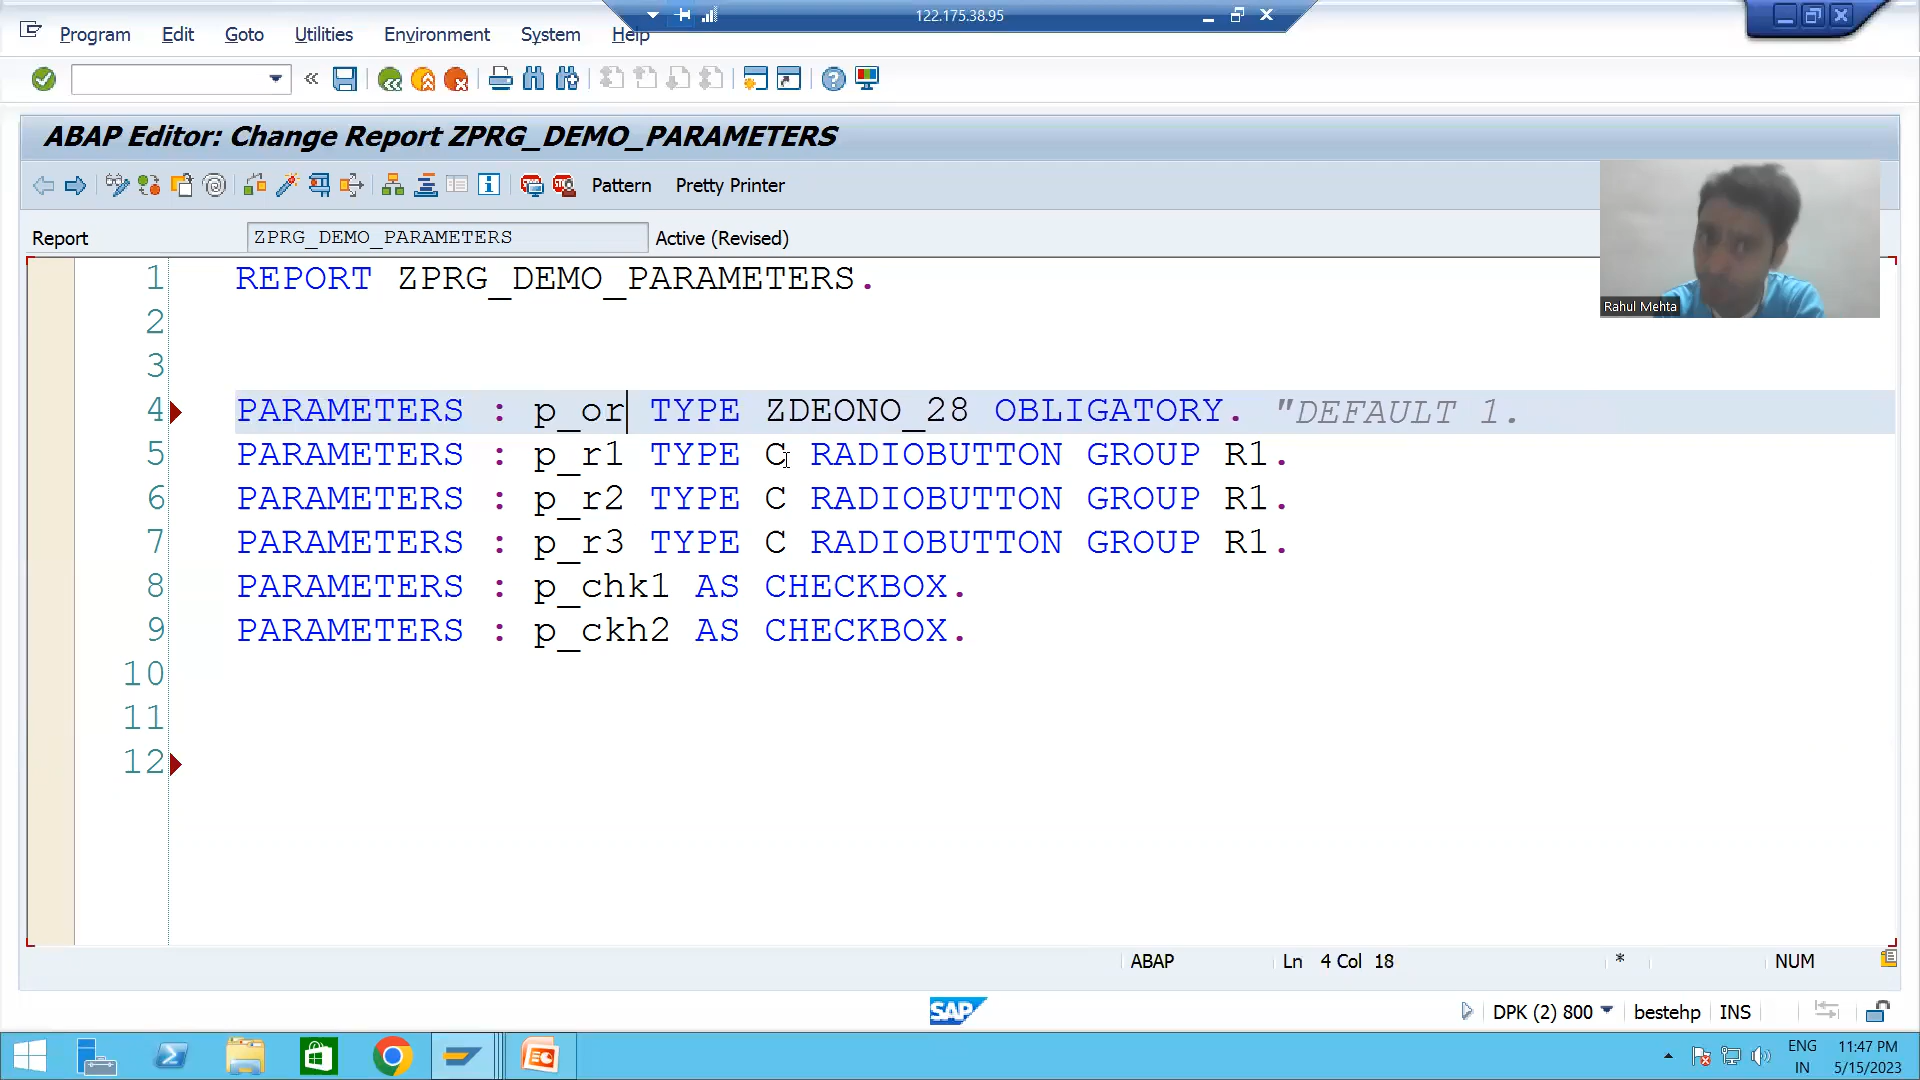 122.175.38.95
Program Edit Goto Utilities Environment System Help
ABAP Editor: Change Report ZPRG_DEMO_PARAMETERS
Pattern Pretty Printer
Report ZPRG_DEMO_PARAMETERS Active (Revised)
Rahul Mehta
1 REPORT ZPRG_DEMO_PARAMETERS.
2
3
4 PARAMETERS : p_or TYPE ZDEONO_28 OBLIGATORY. "DEFAULT 1.
5 PARAMETERS : p_r1 TYPE C RADIOBUTTON GROUP R1.
6 PARAMETERS : p_r2 TYPE C RADIOBUTTON GROUP R1.
7 PARAMETERS : p_r3 TYPE C RADIOBUTTON GROUP R1.
8 PARAMETERS : p_chk1 AS CHECKBOX.
9 PARAMETERS : p_ckh2 AS CHECKBOX.
10
11
12
ABAP Ln 4 Col 18 * NUM
SAP DPK (2) 800 bestehp INS
ENG 11:47 PM
IN 5/15/2023